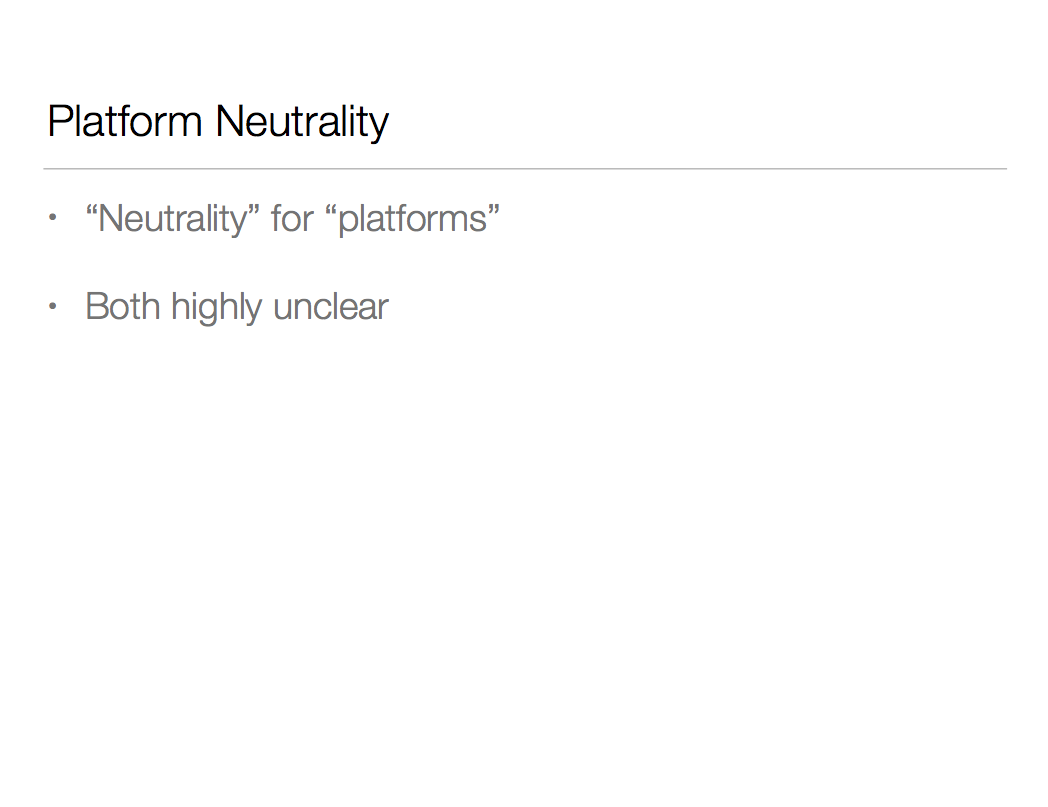 Platform Neutrality
• “Neutrality” for “platforms”
• Both highly unclear